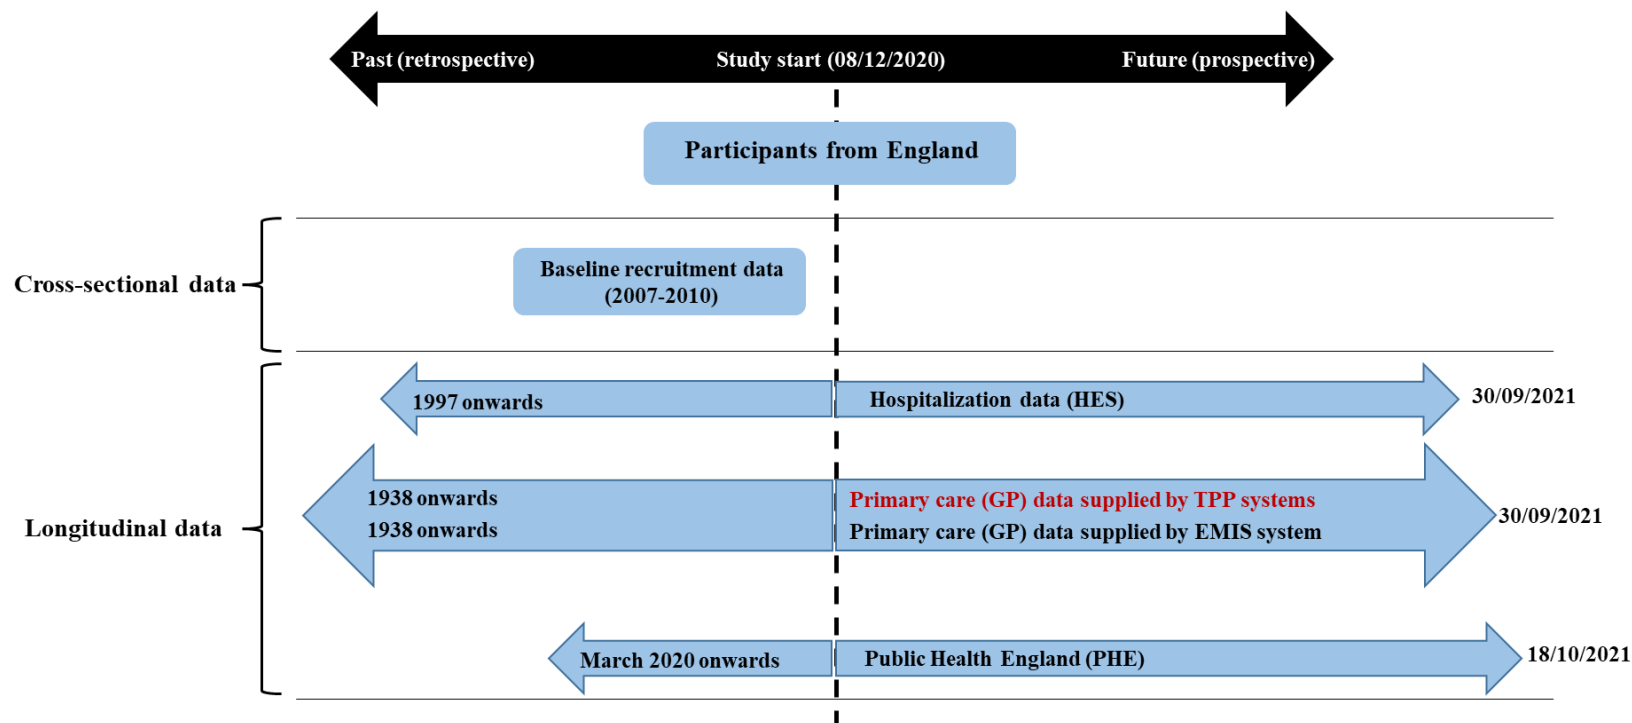 Past (retrospective)
Study start (08/12/2020)
Future (prospective)
Participants from England
Cross-sectional data
Baseline recruitment data
(2007-2010)
Longitudinal data
1997 onwards
Hospitalization data (HES)
30/09/2021
1938 onwards
Primary care (GP) data supplied by TPP systems
1938 onwards
Primary care (GP) data supplied by EMIS system
30/09/2021
March 2020 onwards
Public Health England (PHE)
18/10/2021